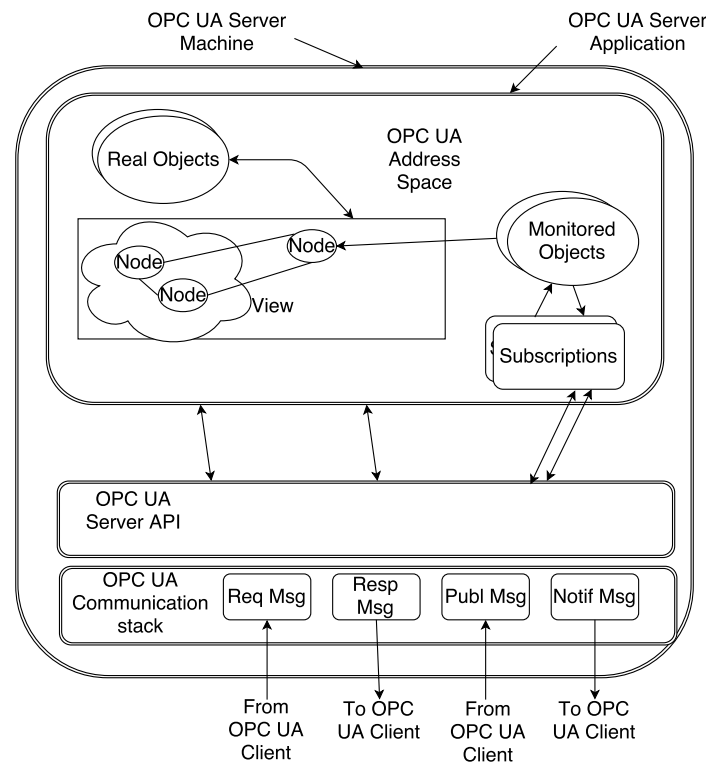 OPC UA Server
Machine
OPC UA Server
Application
Real Objects
OPC UA
Address
Space
Monitored
Objects
Node
Node
Node
View
Subscriptions
OPC UA
Server API
OPC UA
Communication
stack
Req Msg
Resp
Msg
Publ Msg
Notif Msg
From
OPC UA
Client
To OPC
UA Client
From
OPC UA
Client
To OPC
UA Client